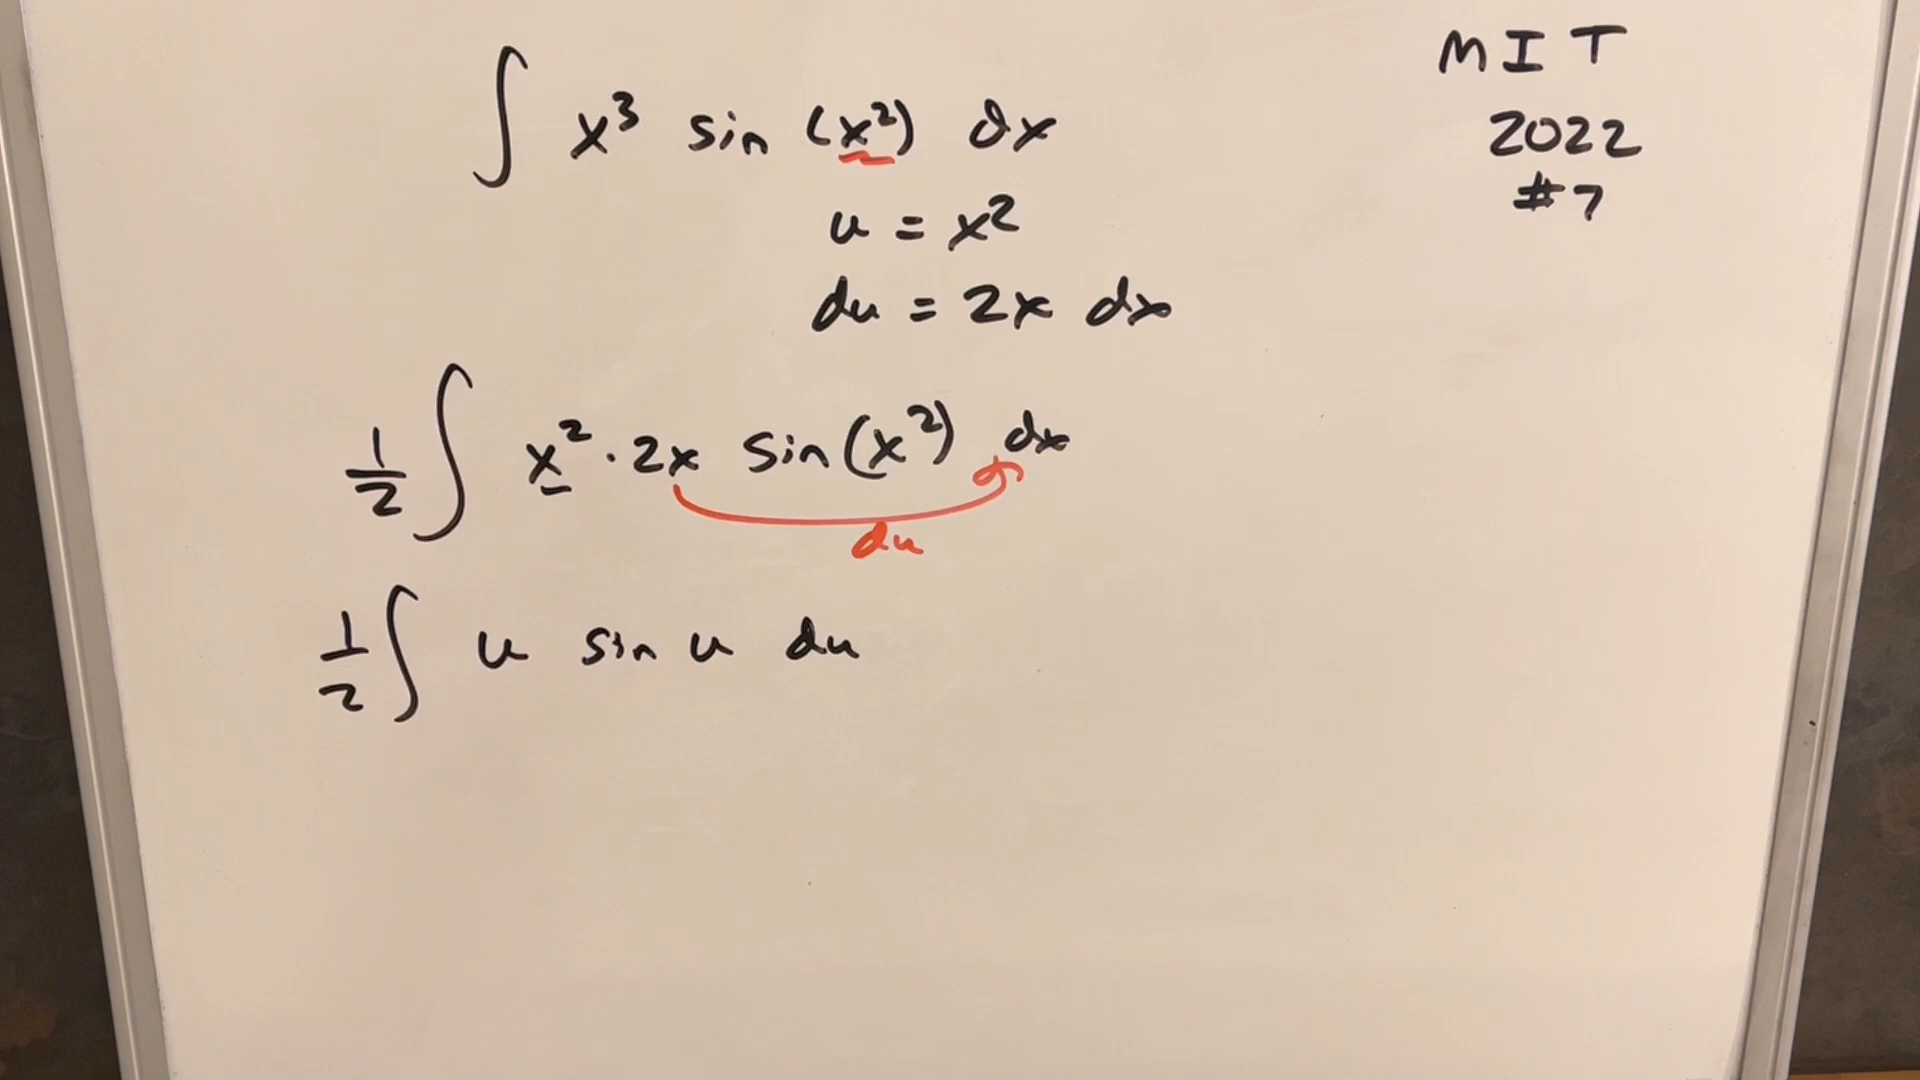 ∫ x³ sin (x²) dx
MIT
2022
#7
u = x²
du = 2x dx
1/2 ∫ x² · 2x sin(x²) dx
du
1/2 ∫ u sin u du